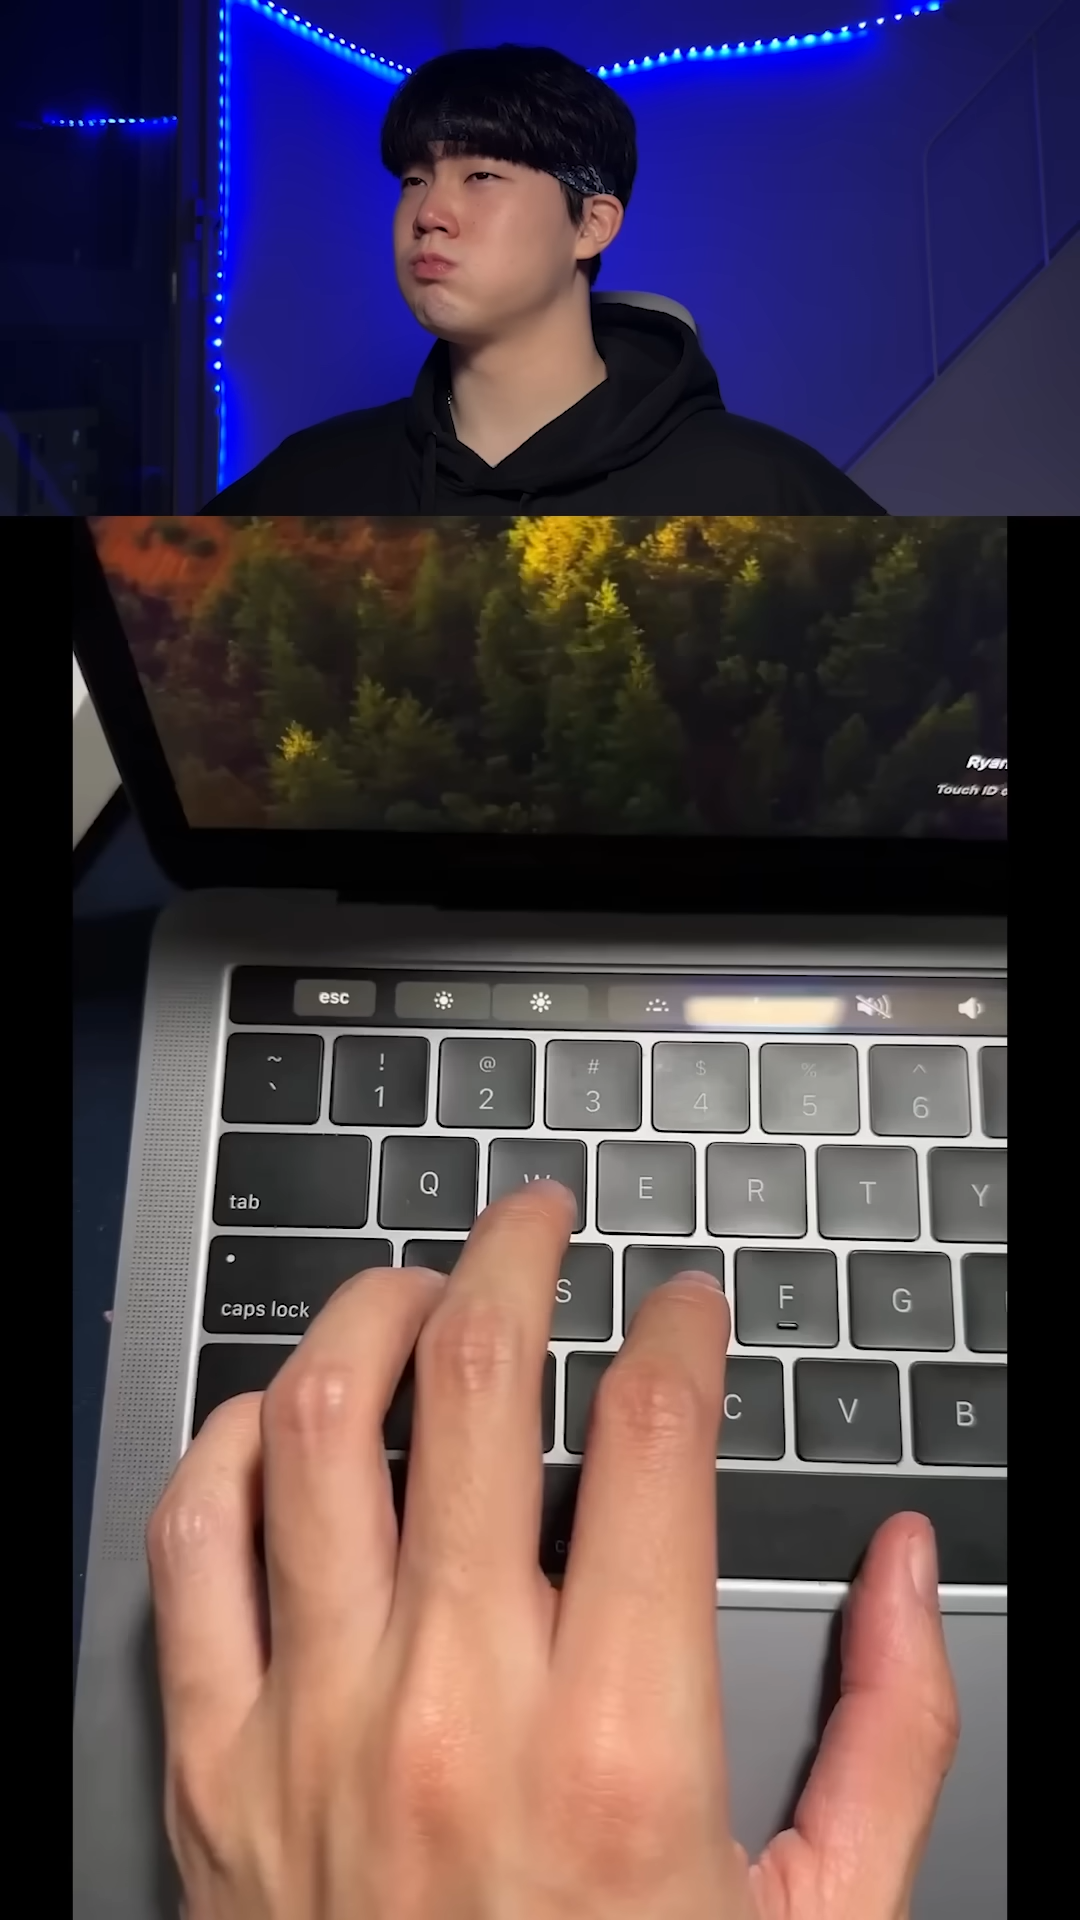 Ryan
Touch ID o
esc
~ ! @ # $ % ^
` 1 2 3 4 5 6
tab Q W E R T Y
caps lock S F G
C V B